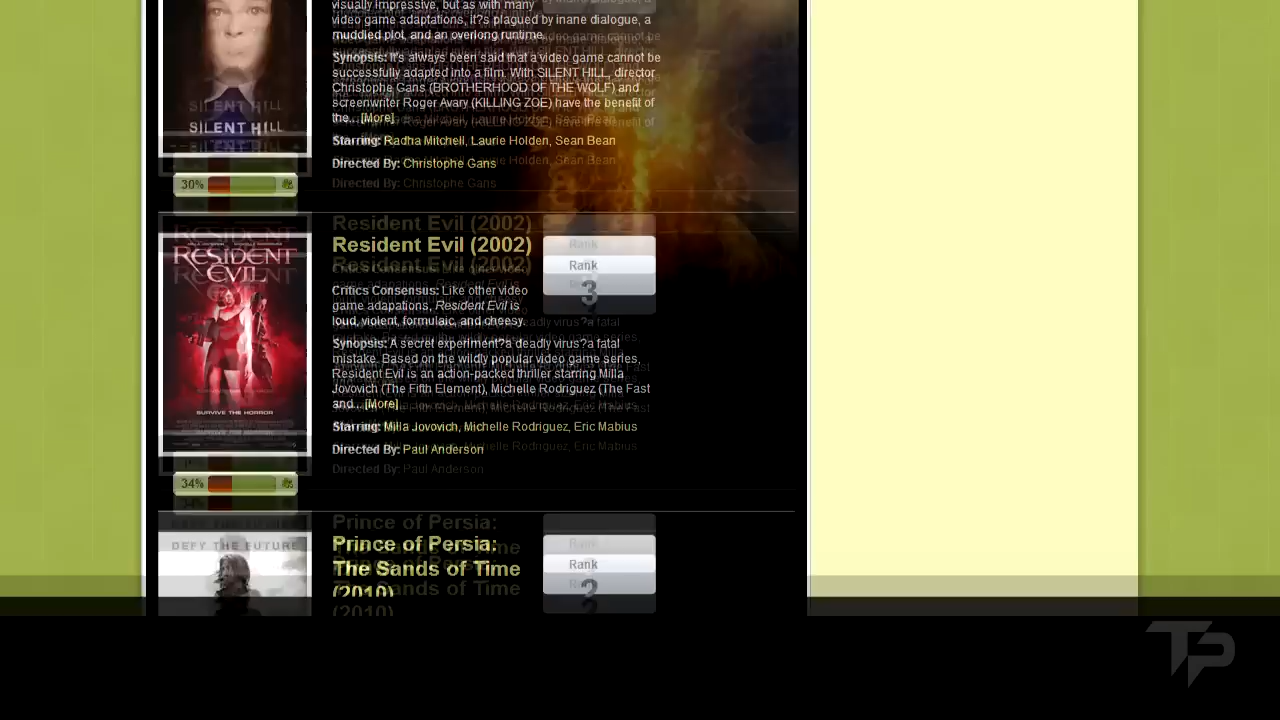 visually impressive, but as with many
video game adaptations, it?s plagued by inane dialogue, a
muddled plot, and an overlong runtime.
Synopsis: It's always been said that a video game cannot be
successfully adapted into a film. With SILENT HILL, director
Christophe Gans (BROTHERHOOD OF THE WOLF) and
screenwriter Roger Avary (KILLING ZOE) have the benefit of
the... [More]
SILENT HILL
Starring: Radha Mitchell, Laurie Holden, Sean Bean
Directed By: Christophe Gans
30%
Resident Evil (2002)
Rank
3
RESIDENT
EVIL
Critics Consensus: Like other video
game adaptations, Resident Evil is
loud, violent, formulaic, and cheesy.
Synopsis: A secret experiment?a deadly virus?a fatal
mistake. Based on the wildly popular video game series,
Resident Evil is an action-packed thriller starring Milla
Jovovich (The Fifth Element), Michelle Rodriguez (The Fast
and... [More]
SURVIVE THE HORROR
Starring: Milla Jovovich, Michelle Rodriguez, Eric Mabius
Directed By: Paul Anderson
34%
DEFY THE FUTURE
Prince of Persia:
The Sands of Time
(2010)
Rank
2
TP